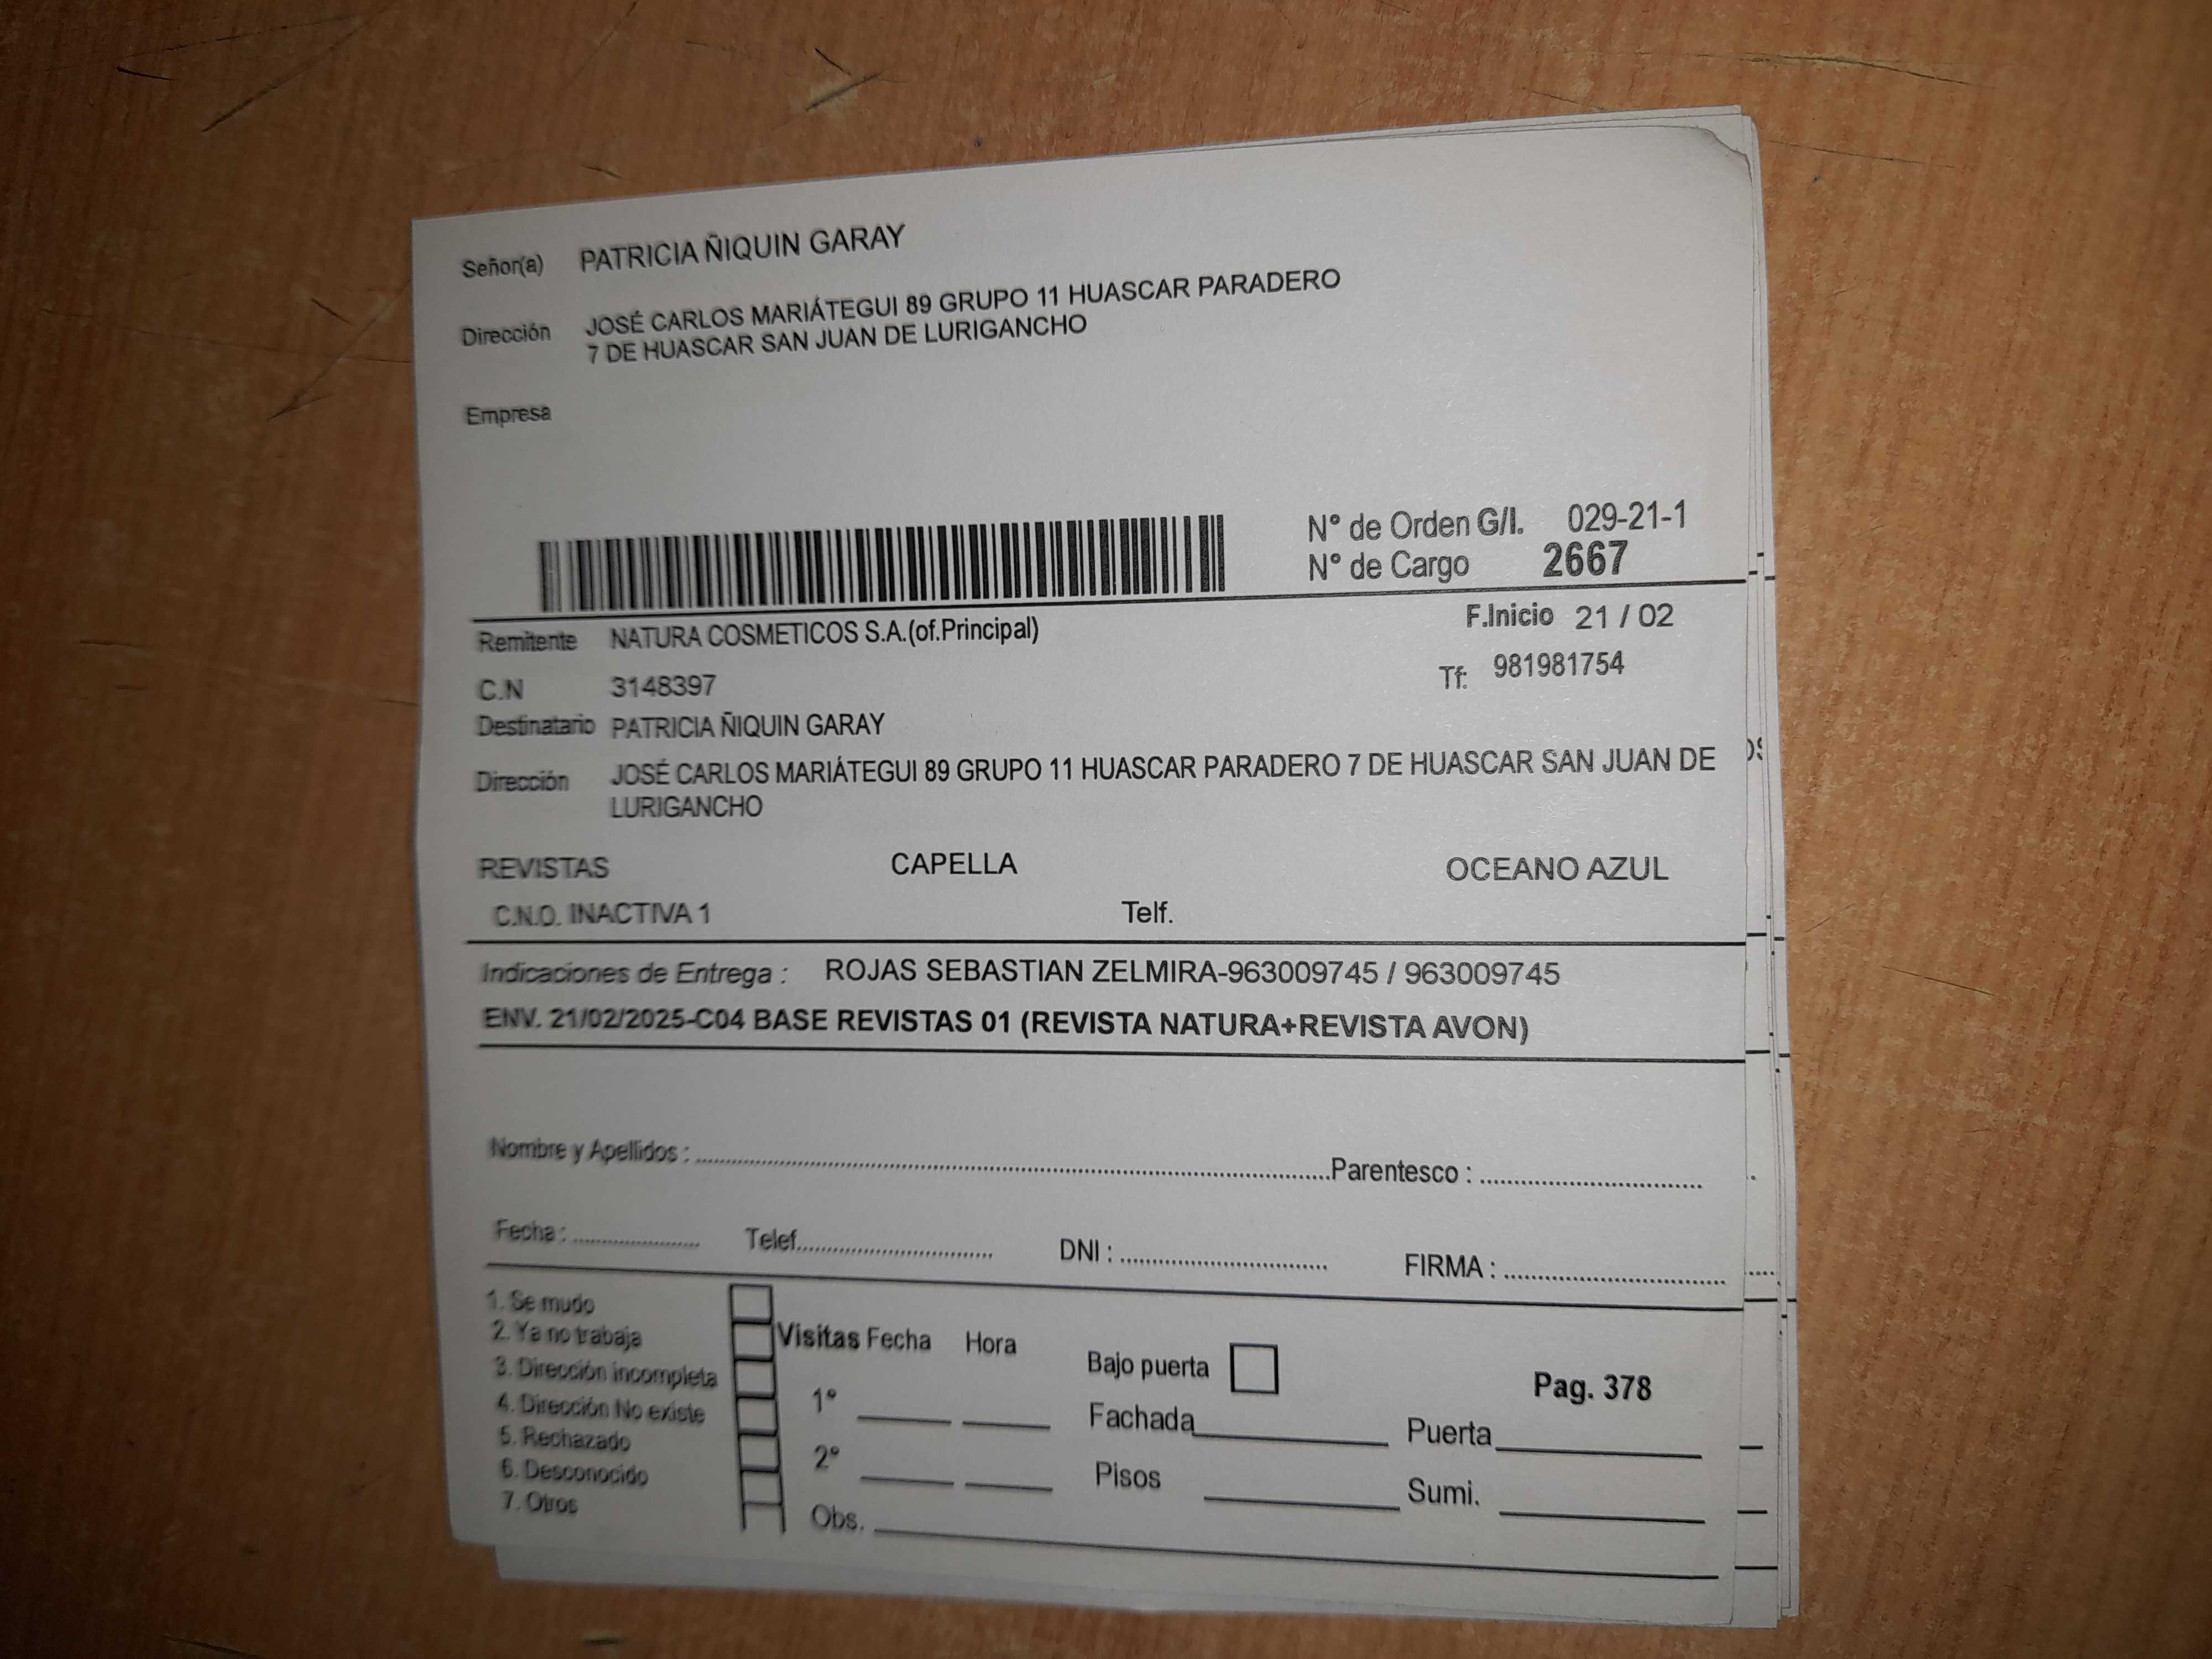 Señor(a) PATRICIA ÑIQUIN GARAY
Dirección JOSÉ CARLOS MARIÁTEGUI 89 GRUPO 11 HUASCAR PARADERO
7 DE HUASCAR SAN JUAN DE LURIGANCHO
Empresa
N° de Orden G/I. 029-21-1
N° de Cargo 2667
F.Inicio 21 / 02
Remitente NATURA COSMETICOS S.A.(of.Principal)
Tf: 981981754
C.N 3148397
Destinatario PATRICIA ÑIQUIN GARAY
Dirección JOSÉ CARLOS MARIÁTEGUI 89 GRUPO 11 HUASCAR PARADERO 7 DE HUASCAR SAN JUAN DE
LURIGANCHO
REVISTAS CAPELLA OCEANO AZUL
C.N.O. INACTIVA 1 Telf.
Indicaciones de Entrega : ROJAS SEBASTIAN ZELMIRA-963009745 / 963009745
ENV. 21/02/2025-C04 BASE REVISTAS 01 (REVISTA NATURA+REVISTA AVON)
Nombre y Apellidos : Parentesco :
Fecha : Telef. DNI : FIRMA :
1. Se mudo
2. Ya no trabaja Visitas Fecha Hora
3. Dirección incompleta Bajo puerta Pag. 378
4. Dirección No existe 1° Fachada Puerta
5. Rechazado
6. Desconocido 2° Pisos Sumi.
7. Otros Obs.